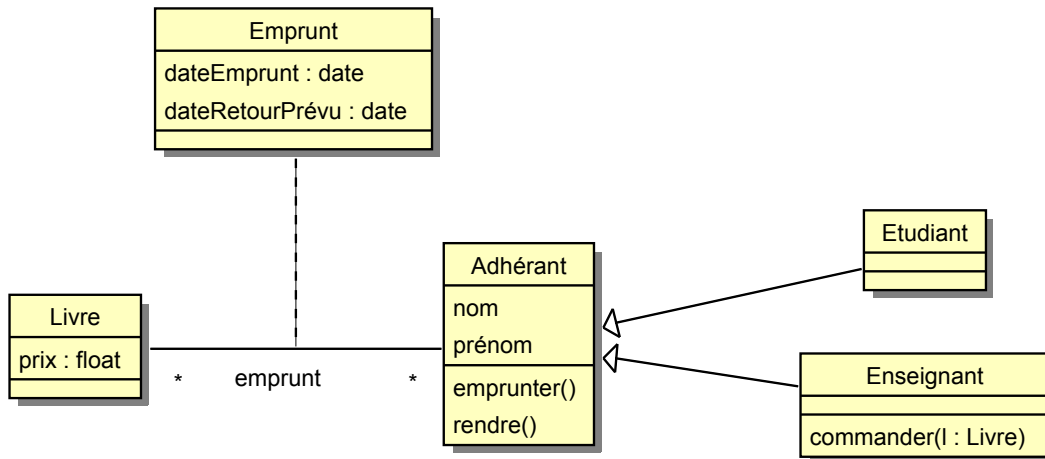 Emprunt
dateEmprunt : date
dateRetourPrévu : date
Etudiant
Adhérant
nom
prénom
emprunter()
rendre()
Livre
prix : float
* emprunt *
Enseignant
commander(l : Livre)